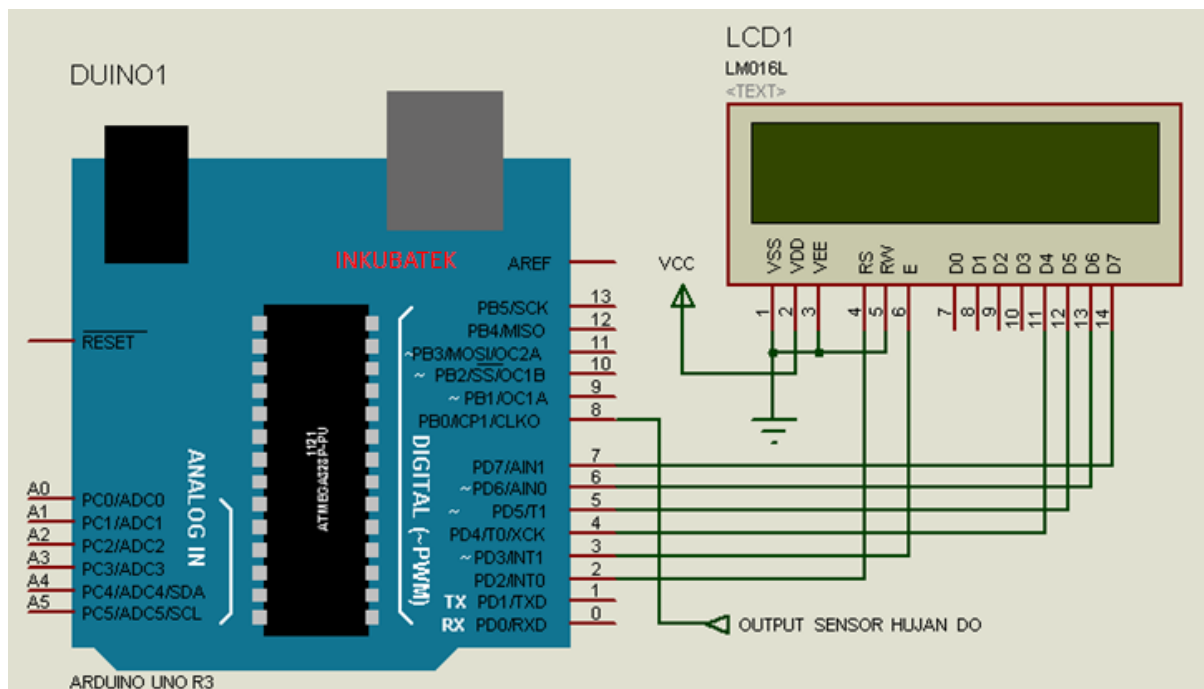 DUINO1
LCD1
LM016L
<TEXT>
INKUBATEK
AREF
VCC
VSS
VDD
VEE
RS
RW
E
D0
D1
D2
D3
D4
D5
D6
D7
1
2
3
4
5
6
7
8
9
10
11
12
13
14
RESET
PB5/SCK 13
PB4/MISO 12
~PB3/MOSI/OC2A 11
~ PB2/SS/OC1B 10
~ PB1/OC1A 9
PB0/ICP1/CLKO 8
PD7/AIN1 7
~PD6/AIN0 6
~ PD5/T1 5
PD4/T0/XCK 4
~PD3/INT1 3
PD2/INT0 2
TX PD1/TXD 1
RX PD0/RXD 0
1121
ATMEGA328P-PU
DIGITAL (~PWM)
ANALOG IN
A0 PC0/ADC0
A1 PC1/ADC1
A2 PC2/ADC2
A3 PC3/ADC3
A4 PC4/ADC4/SDA
A5 PC5/ADC5/SCL
OUTPUT SENSOR HUJAN DO
ARDUINO UNO R3